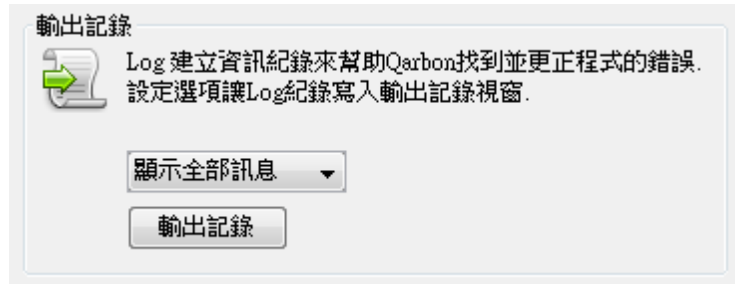 輸出記錄
Log 建立資訊紀錄來幫助Qarbon找到並更正程式的錯誤.
設定選項讓Log紀錄寫入輸出記錄視窗.
顯示全部訊息
輸出記錄